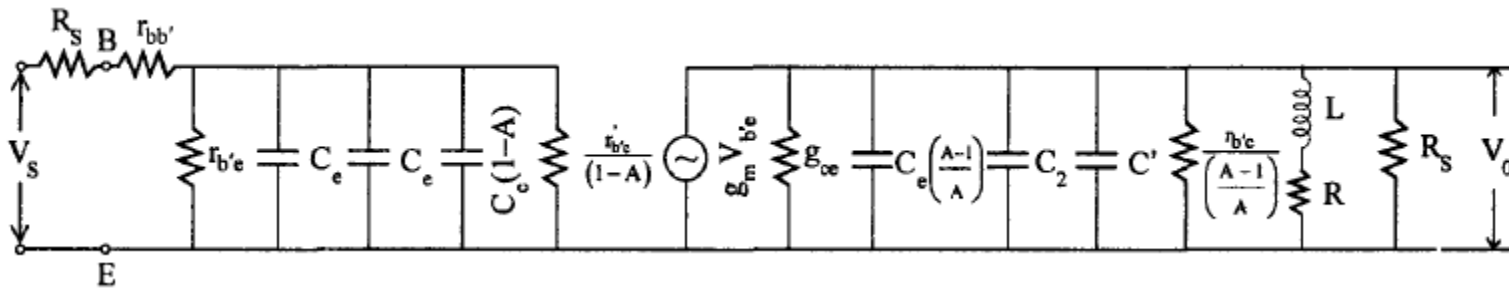 R_S
B
r_bb'
V_S
r_b'e
C_e
C_e
C_c(1−A)
r_b'c/(1−A)
~
g_m V_b'e
g_ce
C_e((A−1)/A)
C_2
C'
r_b'c/((A−1)/A)
L
R
R_S
V_0
E